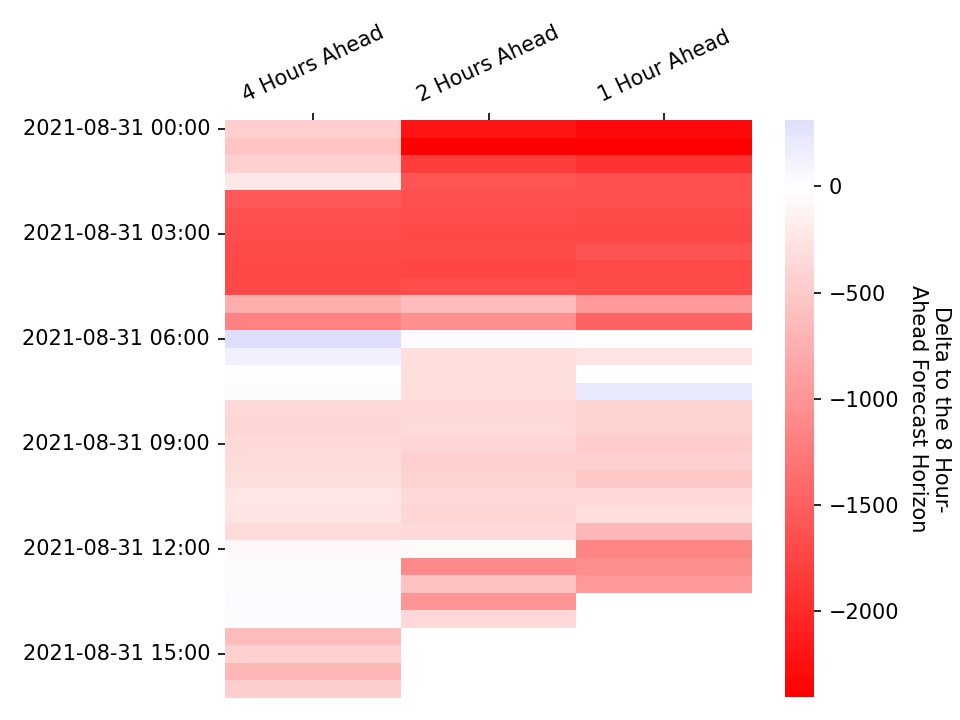 4 Hours Ahead
2 Hours Ahead
1 Hour Ahead
2021-08-31 00:00
2021-08-31 03:00
2021-08-31 06:00
2021-08-31 09:00
2021-08-31 12:00
2021-08-31 15:00
0
−500
−1000
−1500
−2000
Delta to the 8 Hour-
Ahead Forecast Horizon